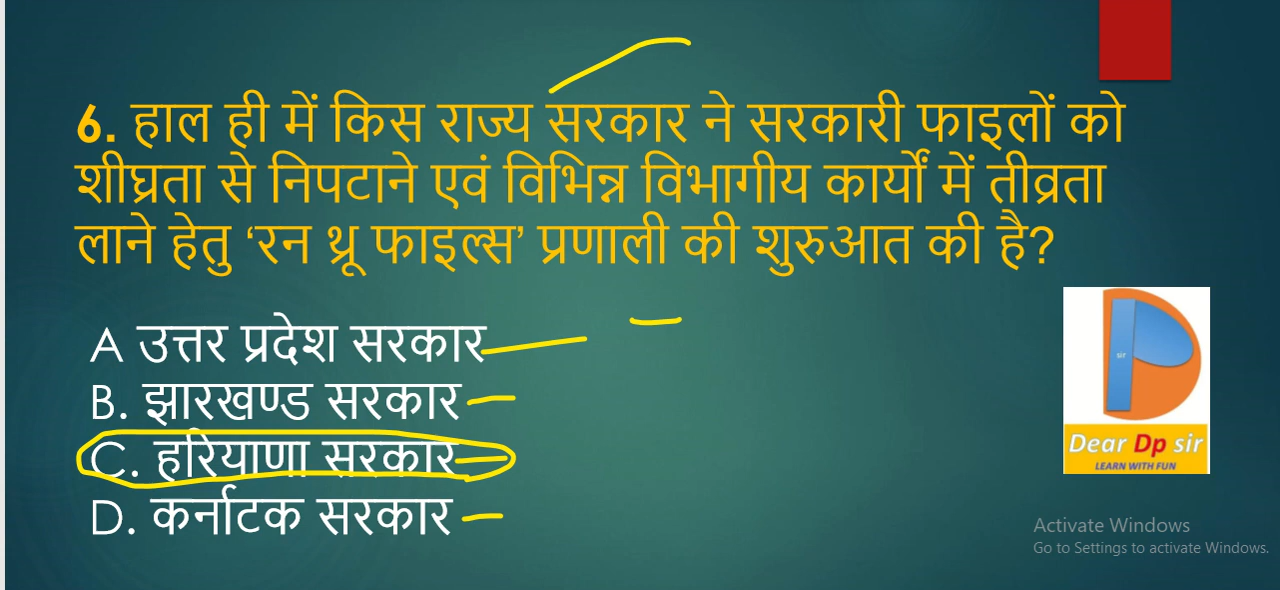 6. हाल ही में किस राज्य सरकार ने सरकारी फाइलों को
शीघ्रता से निपटाने एवं विभिन्न विभागीय कार्यों में तीव्रता
लाने हेतु ‘रन थ्रू फाइल्स’ प्रणाली की शुरुआत की है?
A उत्तर प्रदेश सरकार
B. झारखण्ड सरकार
C. हरियाणा सरकार
D. कर्नाटक सरकार
sir
Dear Dp sir
LEARN WITH FUN
Activate Windows
Go to Settings to activate Windows.